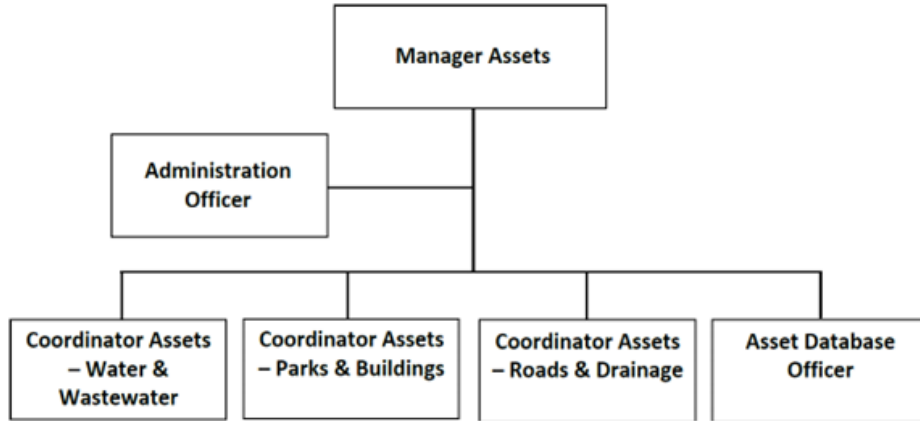 Manager Assets
Administration
Officer
Coordinator Assets
– Water &
Wastewater
Coordinator Assets
– Parks & Buildings
Coordinator Assets
– Roads & Drainage
Asset Database
Officer